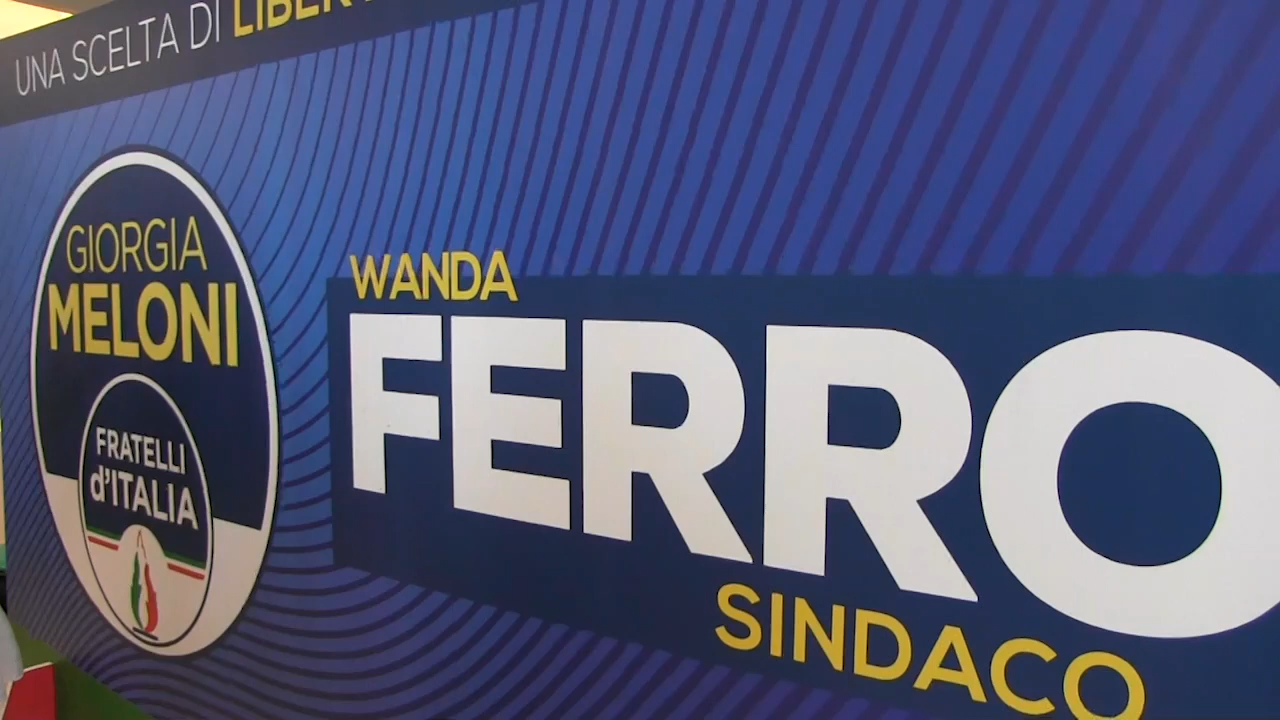 UNA SCELTA DI
GIORGIA
MELONI
FRATELLI
d'ITALIA
WANDA
FERRO
SINDACO